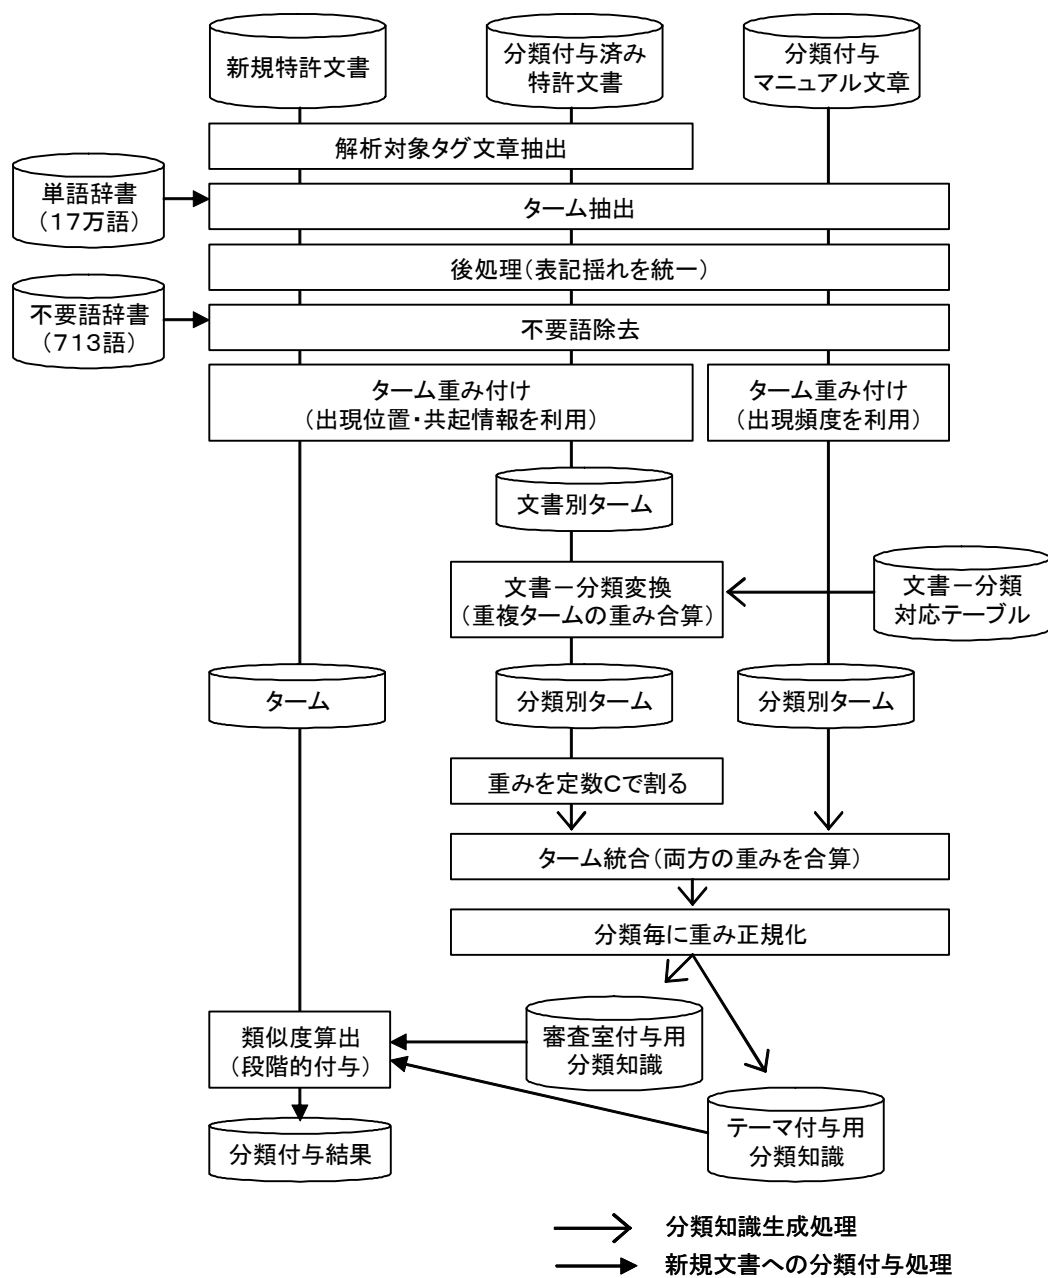 新規特許文書
分類付与済み
特許文書
分類付与
マニュアル文章
解析対象タグ文章抽出
単語辞書
(17万語)
ターム抽出
後処理(表記揺れを統一)
不要語辞書
(713語)
不要語除去
ターム重み付け
(出現位置・共起情報を利用)
ターム重み付け
(出現頻度を利用)
文書別ターム
文書－分類変換
(重複タームの重み合算)
文書－分類
対応テーブル
ターム
分類別ターム
分類別ターム
重みを定数Cで割る
ターム統合(両方の重みを合算)
分類毎に重み正規化
類似度算出
(段階的付与)
審査室付与用
分類知識
テーマ付与用
分類知識
分類付与結果
分類知識生成処理
新規文書への分類付与処理